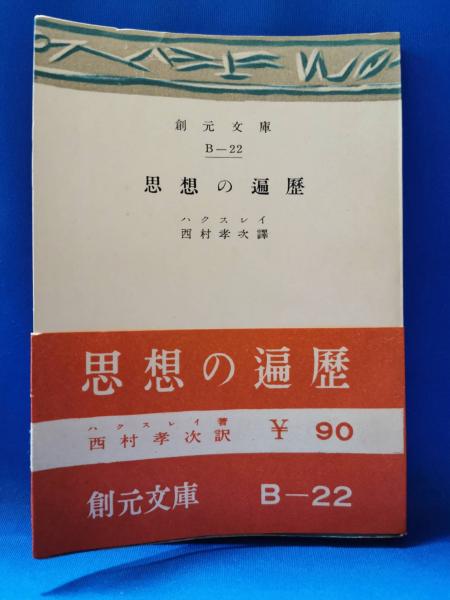 創元文庫
B—22
思想の遍歷
ハクスレイ
西村孝次譯
思想の遍歷
ハクスレイ著
西村孝次訳 ¥ 90
創元文庫 B—22